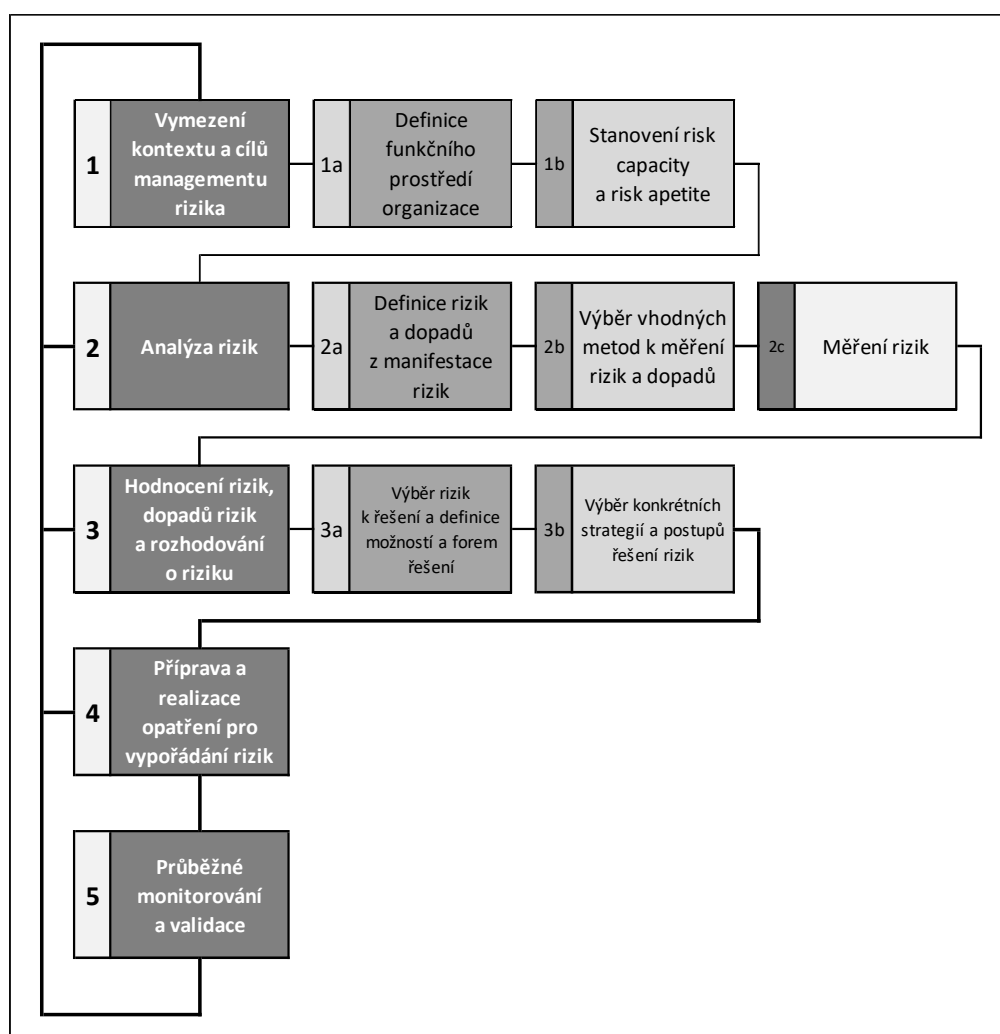 1
Vymezení
kontextu a cílů
managementu
rizika
1a
Definice
funkčního
prostředí
organizace
1b
Stanovení risk
capacity
a risk apetite
2
Analýza rizik
2a
Definice rizik
a dopadů
z manifestace
rizik
2b
Výběr vhodných
metod k měření
rizik a dopadů
2c
Měření rizik
3
Hodnocení rizik,
dopadů rizik
a rozhodování
o riziku
3a
Výběr rizik
k řešení a definice
možností a forem
řešení
3b
Výběr konkrétních
strategií a postupů
řešení rizik
4
Příprava a
realizace
opatření pro
vypořádání rizik
5
Průběžné
monitorování
a validace